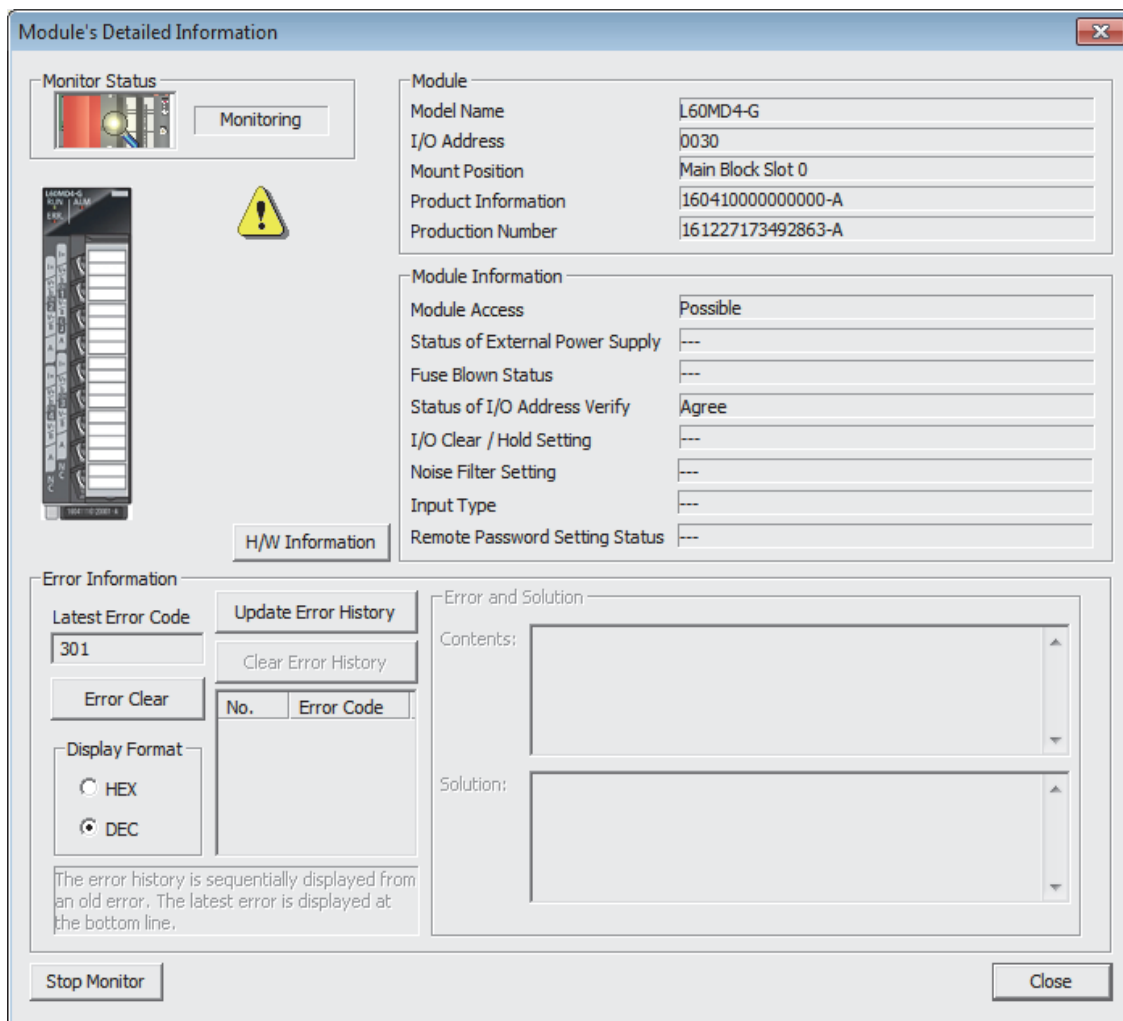 Module's Detailed Information
Monitor Status
Monitoring
L60MD4-G
RUN ALM
ERR.
H/W Information
Module
Model Name L60MD4-G
I/O Address 0030
Mount Position Main Block Slot 0
Product Information 160410000000000-A
Production Number 161227173492863-A
Module Information
Module Access Possible
Status of External Power Supply ---
Fuse Blown Status ---
Status of I/O Address Verify Agree
I/O Clear / Hold Setting ---
Noise Filter Setting ---
Input Type ---
Remote Password Setting Status ---
Error Information
Latest Error Code
301
Error Clear
Display Format
HEX
DEC
Update Error History
Clear Error History
No. Error Code
The error history is sequentially displayed from
an old error. The latest error is displayed at
the bottom line.
Error and Solution
Contents:
Solution:
Stop Monitor
Close